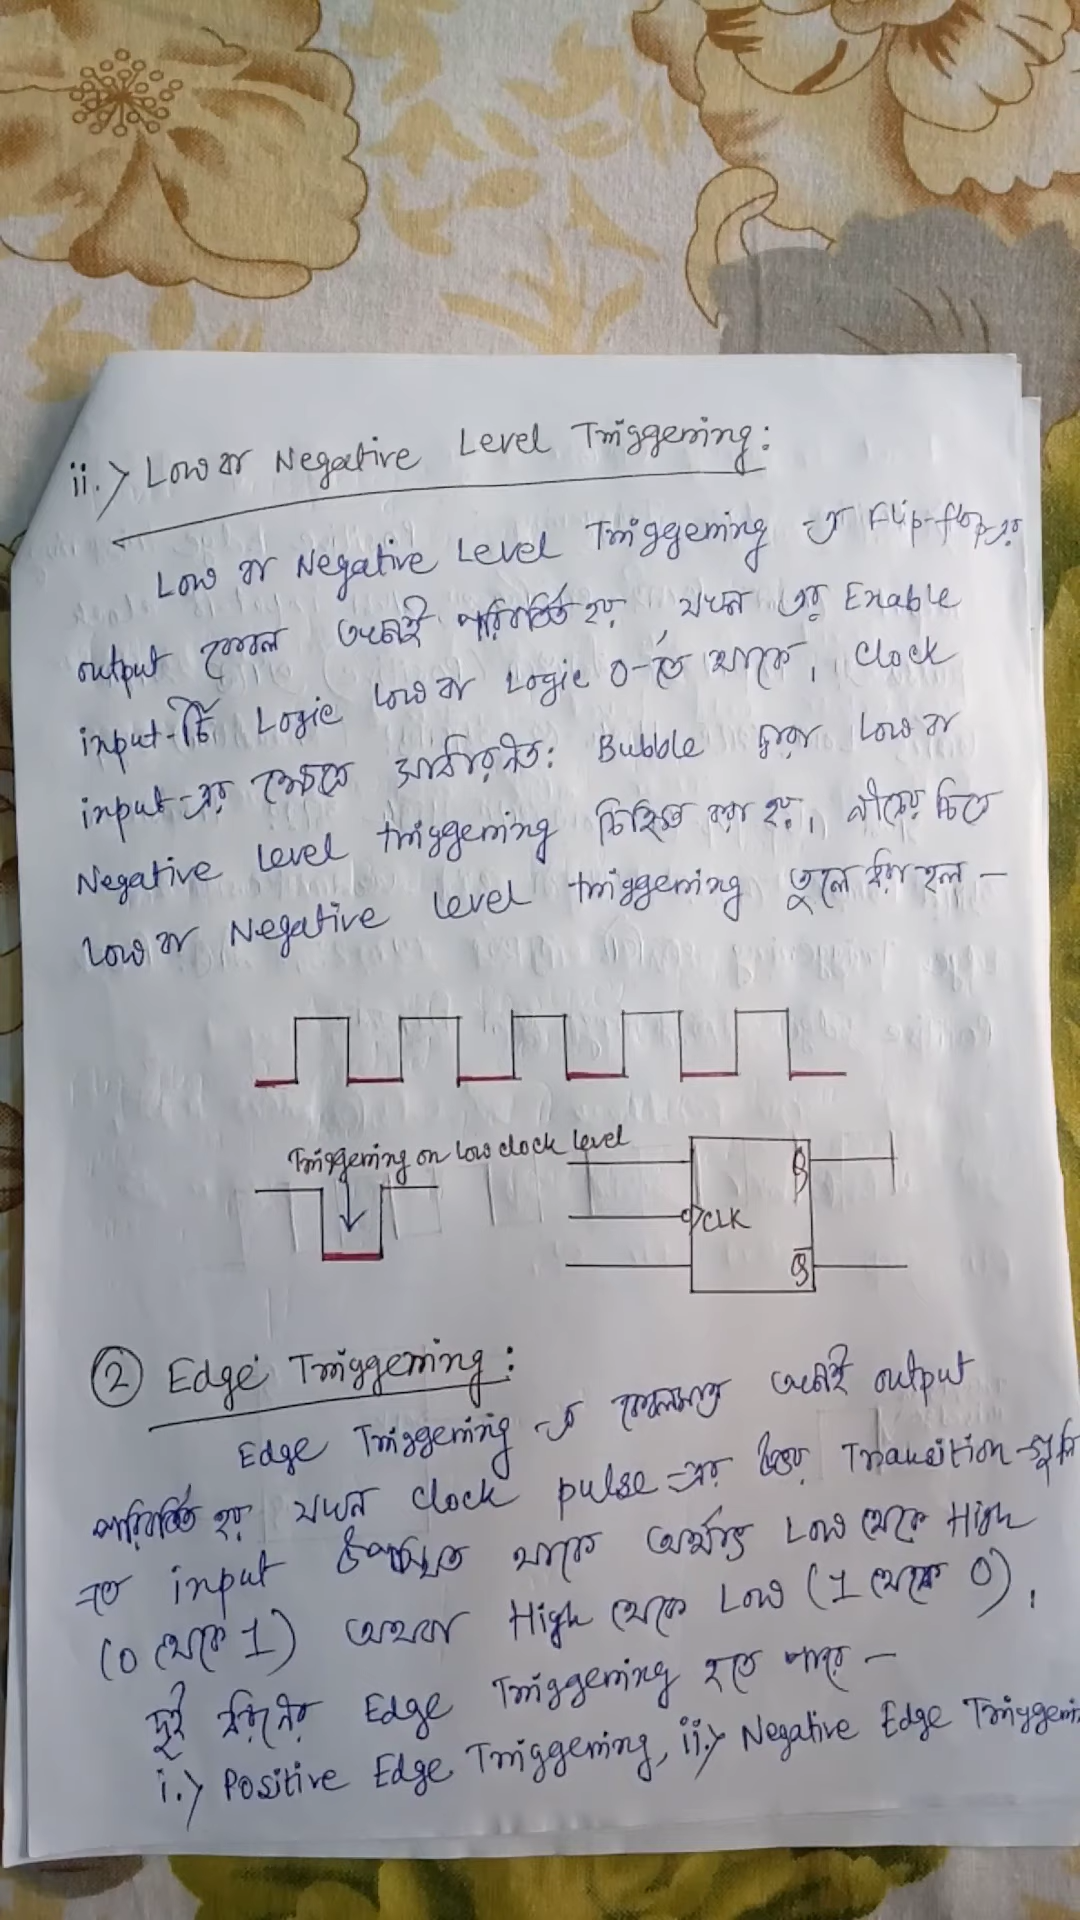 ii.> Low বা Negative Level Triggering:
Low বা Negative Level Triggering -এ Flip-flop এর
output কেবল তখনই পরিবর্তিত হয় যখন এর Enable
input-টি Logic Low বা Logic 0-তে থাকে। Clock
input-এর ক্ষেত্রে সাধারণত: Bubble দ্বারা Low বা
Negative Level triggering চিহ্নিত করা হয়। নীচের চিত্রে
Low বা Negative Level triggering তুলে ধরা হল —
Triggering on Low clock Level
Q
CLK
Q̅
② Edge Triggering:
Edge Triggering -এ কেবলমাত্র তখনই output
পরিবর্তিত হয় যখন Clock pulse-এর Transition-গুলি
-তে input উপস্থিত থাকে অর্থাৎ Low থেকে High
(0 থেকে 1) অথবা High থেকে Low (1 থেকে 0)।
দুই ধরনের Edge Triggering হতে পারে —
i.> Positive Edge Triggering, ii.> Negative Edge Triggerin